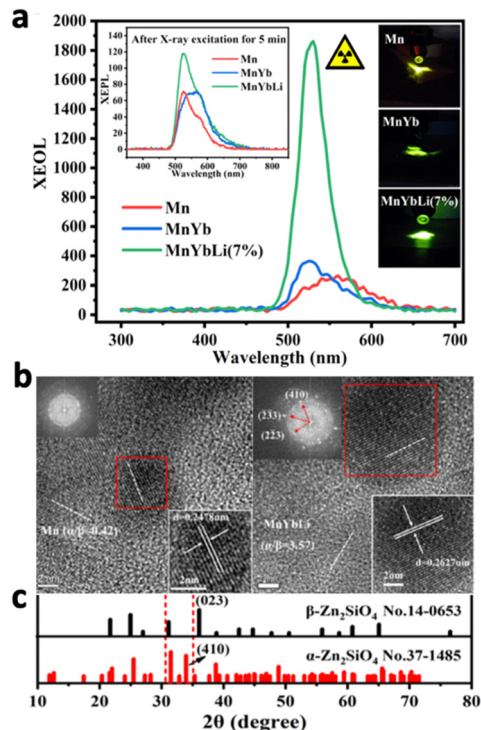 a
2000
1800
1600
1400
1200
1000
800
600
400
200
0
XEOL
After X-ray excitation for 5 min
140
120
100
80
60
40
20
0
XEPL
Mn
MnYb
MnYbLi
400 500 600 700 800
Wavelength (nm)
Mn
MnYb
MnYbLi(7%)
Mn
MnYb
MnYbLi(7%)
300 400 500 600 700
Wavelength (nm)
b
Mn (α/β=0.42)
d=0.2478nm
2nm
(410)
MnYbLi
(α/β=3.57)
d=0.2627nm
2nm
c
(023)
β-Zn₂SiO₄ No.14-0653
(410)
α-Zn₂SiO₄ No.37-1485
10 20 30 40 50 60 70 80
2θ (degree)